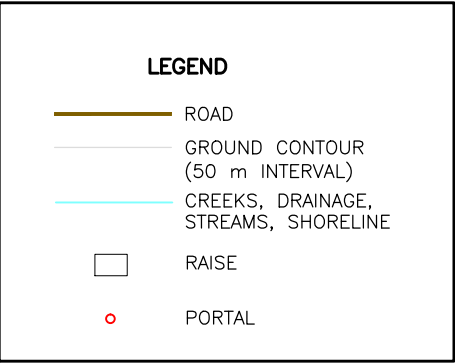 LEGEND
ROAD
GROUND CONTOUR
(50 m INTERVAL)
CREEKS, DRAINAGE,
STREAMS, SHORELINE
RAISE
PORTAL